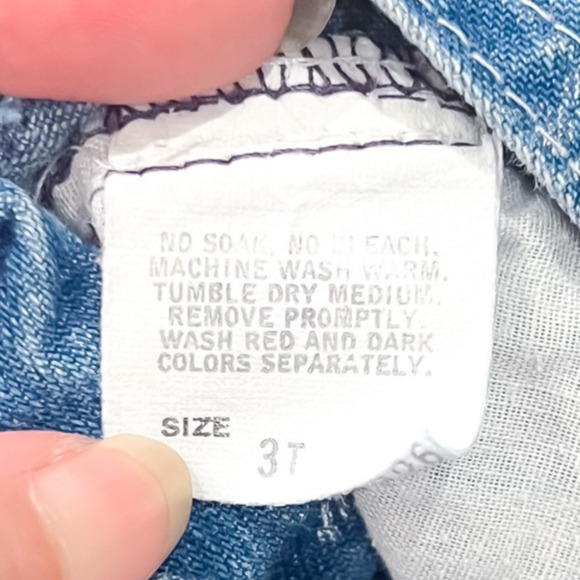 NO SOAK, NO BLEACH.
MACHINE WASH WARM.
TUMBLE DRY MEDIUM.
REMOVE PROMPTLY.
WASH RED AND DARK
COLORS SEPARATELY.
SIZE
3T